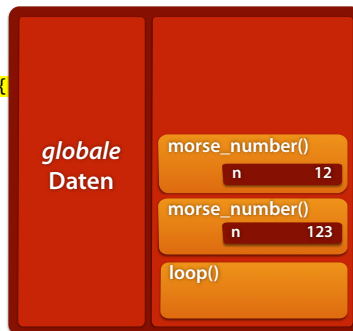 {
globale
Daten
morse_number()
n 12
morse_number()
n 123
loop()